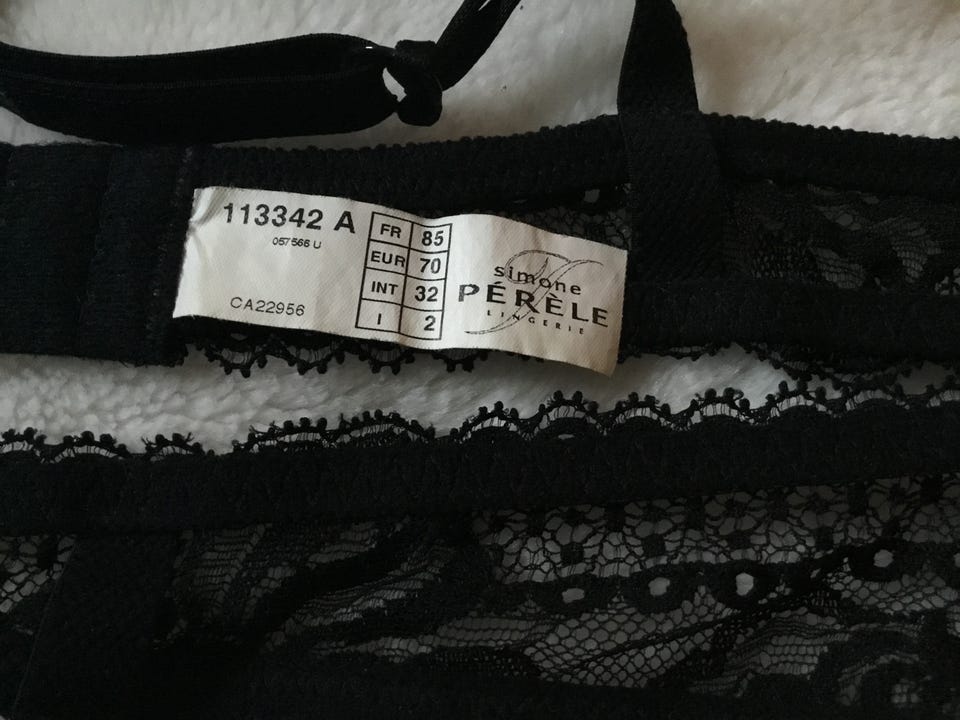 113342 A
057566 U
CA22956
FR 85
EUR 70
INT 32
I 2
simone
PÉRÈLE
LINGERIE